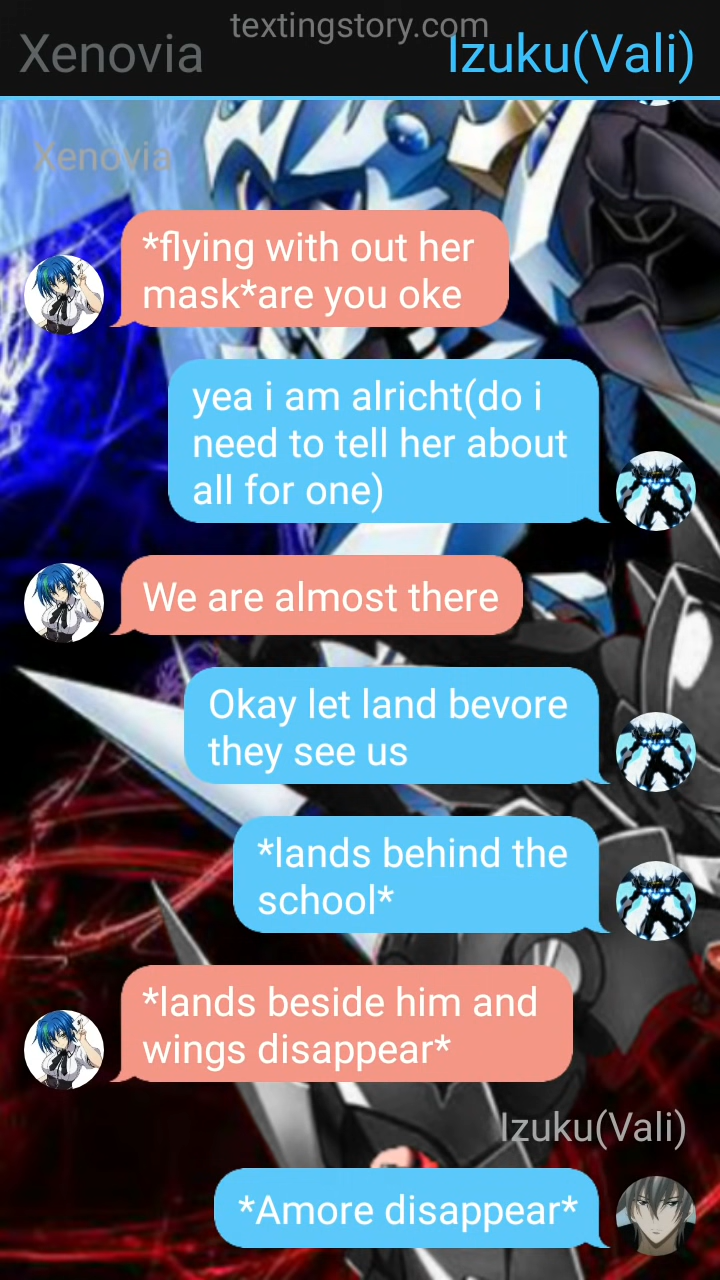 textingstory.com
Xenovia
Izuku(Vali)
Xenovia
*flying with out her
mask*are you oke
yea i am alricht(do i
need to tell her about
all for one)
We are almost there
Okay let land bevore
they see us
*lands behind the
school*
*lands beside him and
wings disappear*
Izuku(Vali)
*Amore disappear*